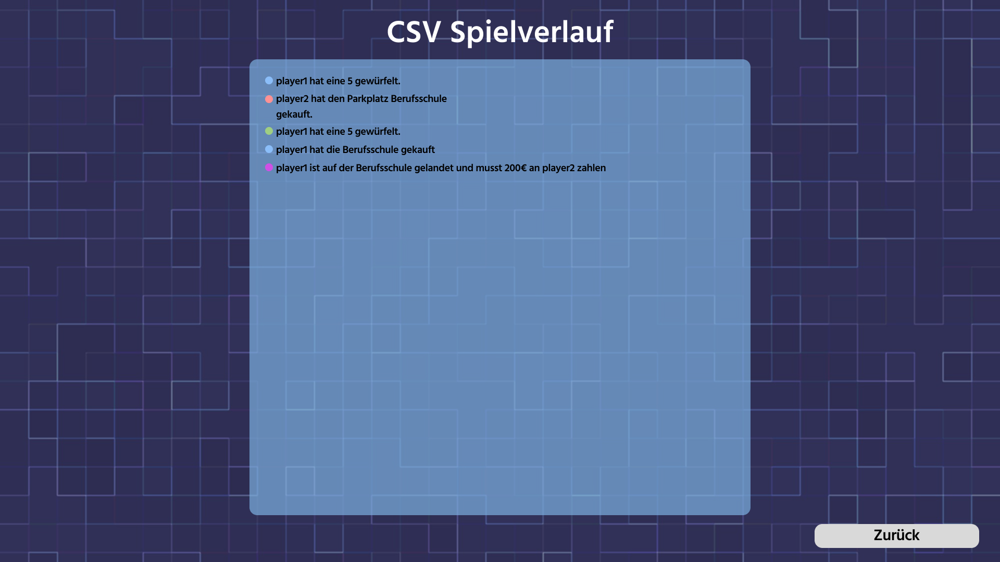 CSV Spielverlauf
player1 hat eine 5 gewürfelt.
player2 hat den Parkplatz Berufsschule
gekauft.
player1 hat eine 5 gewürfelt.
player1 hat die Berufsschule gekauft
player1 ist auf der Berufsschule gelandet und musst 200€ an player2 zahlen
Zurück